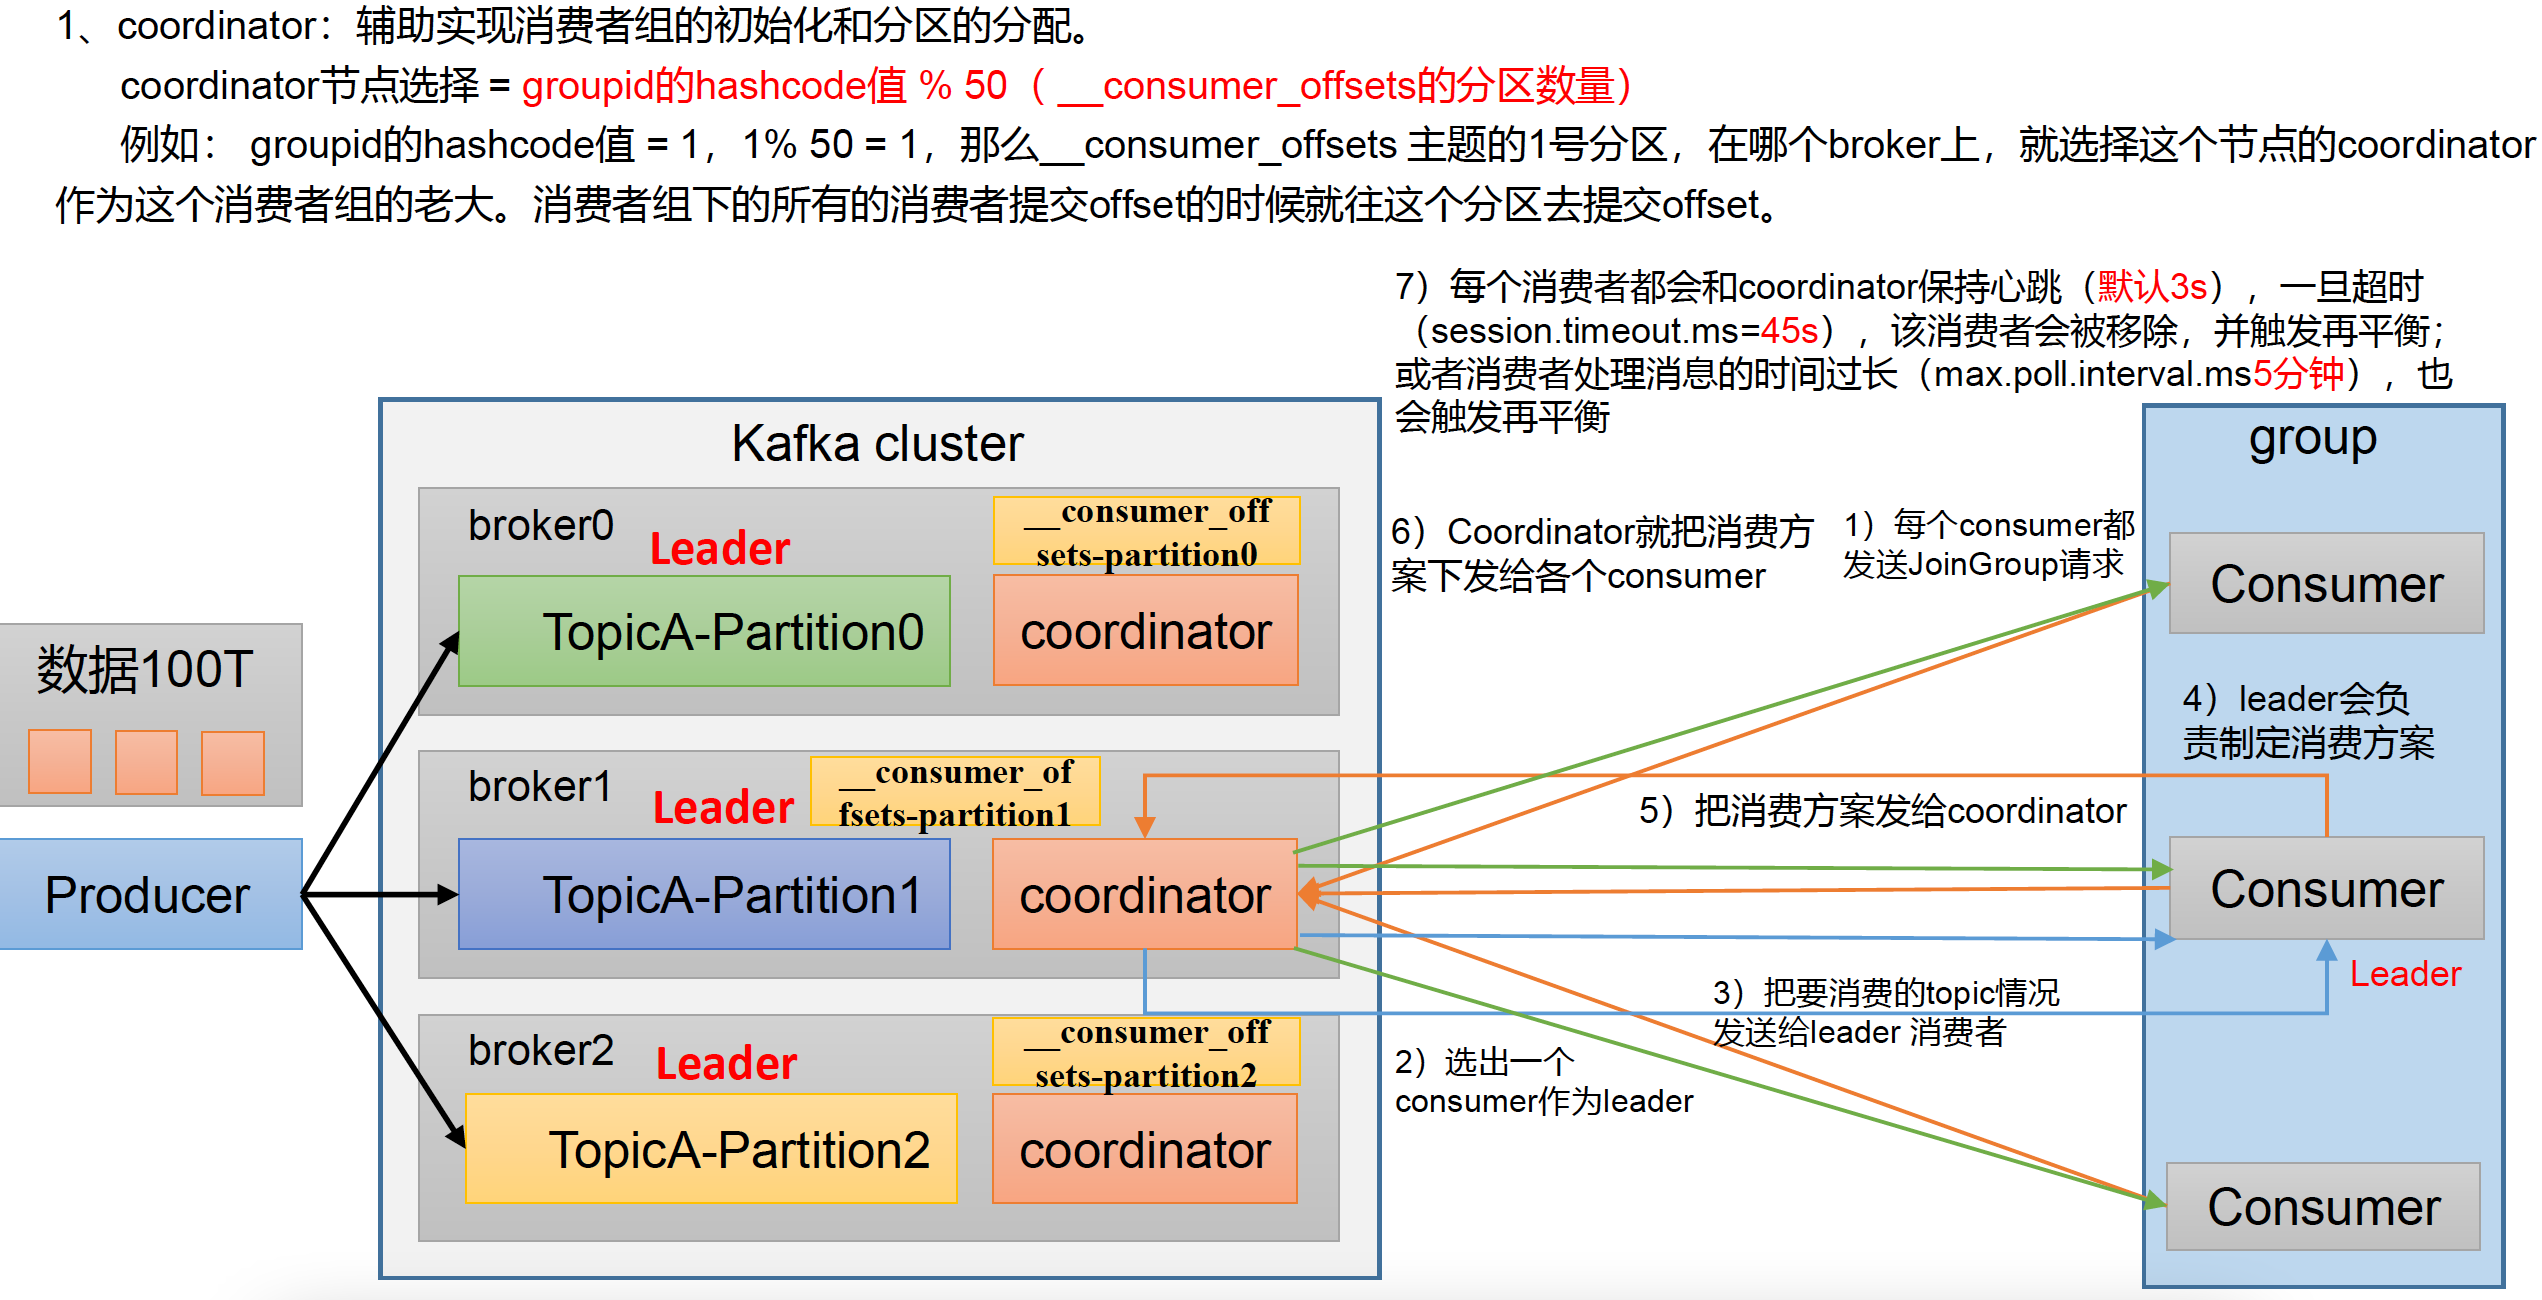 1、coordinator：辅助实现消费者组的初始化和分区的分配。
coordinator节点选择 = groupid的hashcode值 % 50（ __consumer_offsets的分区数量）
例如： groupid的hashcode值 = 1，1% 50 = 1，那么__consumer_offsets 主题的1号分区，在哪个broker上，就选择这个节点的coordinator
作为这个消费者组的老大。消费者组下的所有的消费者提交offset的时候就往这个分区去提交offset。
7）每个消费者都会和coordinator保持心跳（默认3s），一旦超时
（session.timeout.ms=45s），该消费者会被移除，并触发再平衡；
或者消费者处理消息的时间过长（max.poll.interval.ms5分钟），也
会触发再平衡
Kafka cluster
group
broker0
Leader
__consumer_off
sets-partition0
TopicA-Partition0
coordinator
6）Coordinator就把消费方
案下发给各个consumer
1）每个consumer都
发送JoinGroup请求
Consumer
数据100T
4）leader会负
责制定消费方案
broker1
Leader
__consumer_of
fsets-partition1
5）把消费方案发给coordinator
Producer
TopicA-Partition1
coordinator
Consumer
Leader
3）把要消费的topic情况
发送给leader 消费者
broker2
Leader
__consumer_off
sets-partition2
2）选出一个
consumer作为leader
TopicA-Partition2
coordinator
Consumer